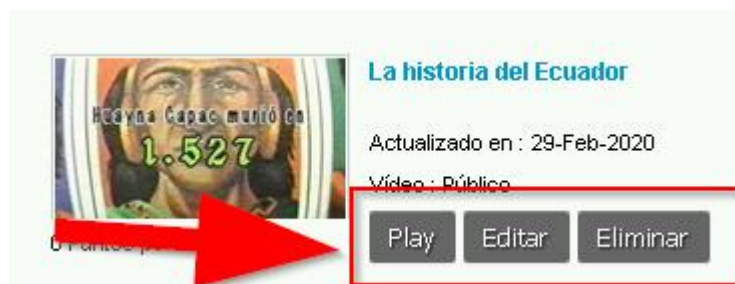 La historia del Ecuador
Huayna Capac murió en
1.527
Actualizado en : 29-Feb-2020
Vídeo : Público
Play Editar Eliminar